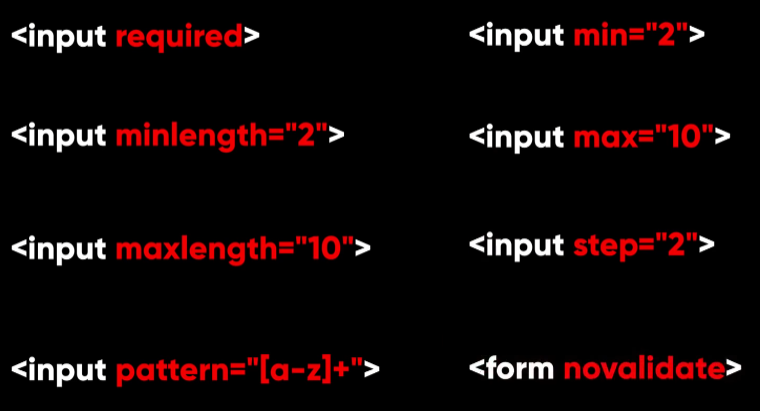 <input required>
<input minlength="2">
<input maxlength="10">
<input pattern="[a-z]+">
<input min="2">
<input max="10">
<input step="2">
<form novalidate>